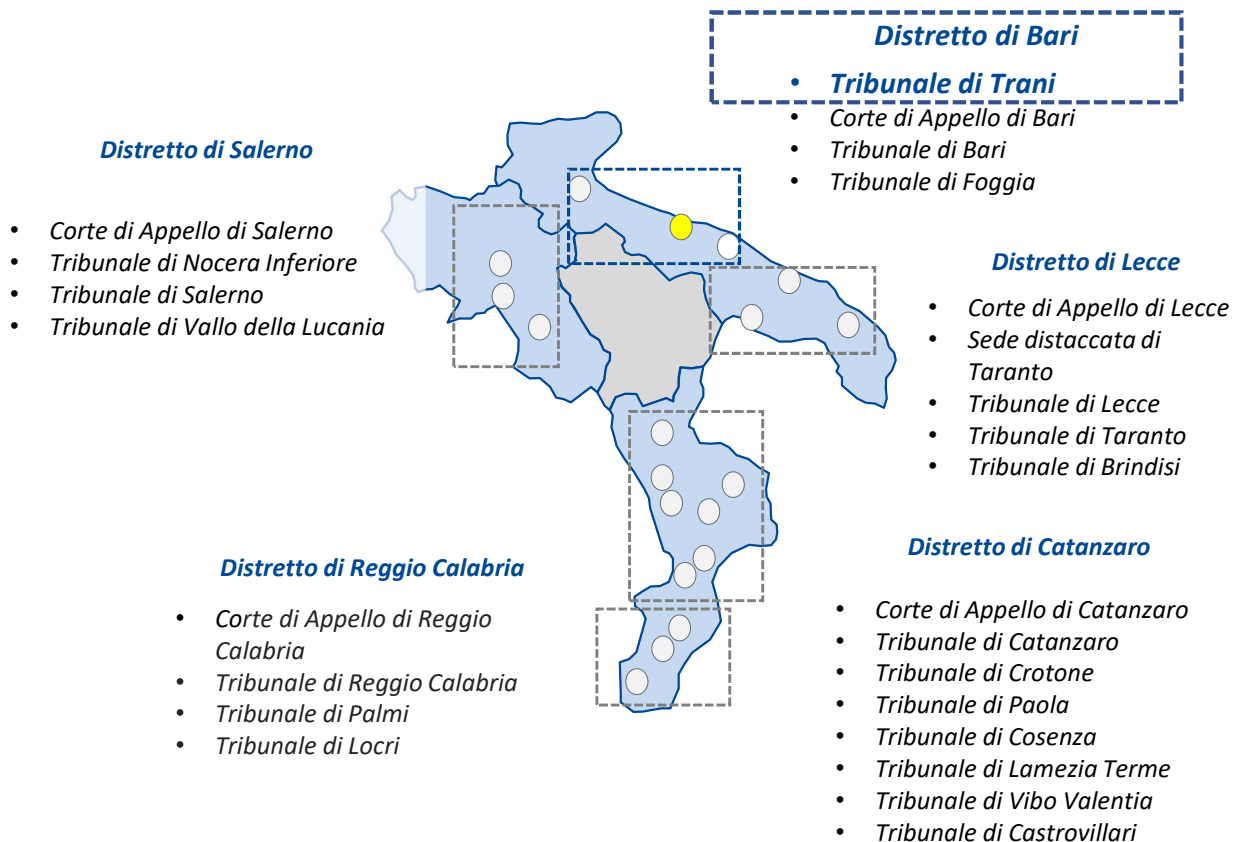 Distretto di Bari
• Tribunale di Trani
• Corte di Appello di Bari
• Tribunale di Bari
• Tribunale di Foggia
Distretto di Salerno
• Corte di Appello di Salerno
• Tribunale di Nocera Inferiore
• Tribunale di Salerno
• Tribunale di Vallo della Lucania
Distretto di Lecce
• Corte di Appello di Lecce
• Sede distaccata di
Taranto
• Tribunale di Lecce
• Tribunale di Taranto
• Tribunale di Brindisi
Distretto di Reggio Calabria
• Corte di Appello di Reggio
Calabria
• Tribunale di Reggio Calabria
• Tribunale di Palmi
• Tribunale di Locri
Distretto di Catanzaro
• Corte di Appello di Catanzaro
• Tribunale di Catanzaro
• Tribunale di Crotone
• Tribunale di Paola
• Tribunale di Cosenza
• Tribunale di Lamezia Terme
• Tribunale di Vibo Valentia
• Tribunale di Castrovillari